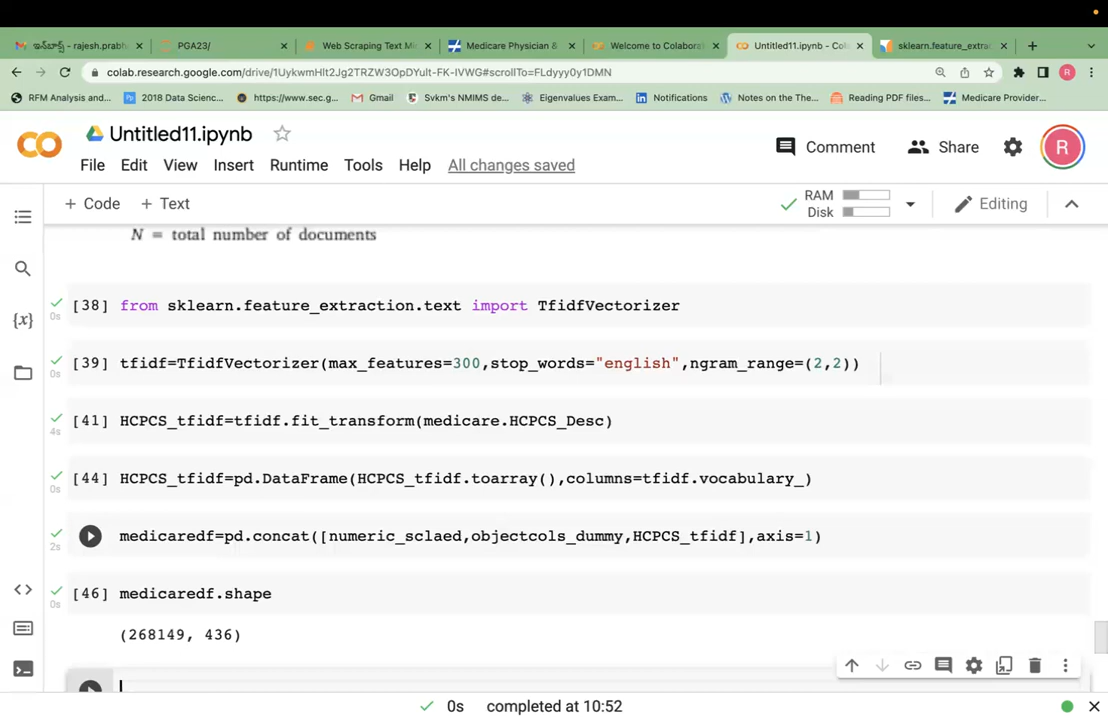 ఇన్‌బాక్స్ - rajesh.prabh
PGA23/
Web Scraping Text Mi
Medicare Physician &
Welcome to Colabora
Untitled11.ipynb - Co
sklearn.feature_extra
colab.research.google.com/drive/1UykwmHlt2Jg2TRZW3OpDYult-FK-IVWG#scrollTo=FLdyyy0y1DMN
RFM Analysis and...
2018 Data Scienc...
https://www.sec.g...
Gmail
Svkm's NMIMS de...
Eigenvalues Exam...
Notifications
Notes on the The...
Reading PDF files...
Medicare Provider...
Untitled11.ipynb
Comment
Share
R
File Edit View Insert Runtime Tools Help All changes saved
+ Code + Text
RAM
Disk
Editing
N = total number of documents
[38] from sklearn.feature_extraction.text import TfidfVectorizer
0s
[39] tfidf=TfidfVectorizer(max_features=300,stop_words="english",ngram_range=(2,2))
0s
[41] HCPCS_tfidf=tfidf.fit_transform(medicare.HCPCS_Desc)
4s
[44] HCPCS_tfidf=pd.DataFrame(HCPCS_tfidf.toarray(),columns=tfidf.vocabulary_)
0s
medicaredf=pd.concat([numeric_sclaed,objectcols_dummy,HCPCS_tfidf],axis=1)
2s
[46] medicaredf.shape
0s
(268149, 436)
0s completed at 10:52